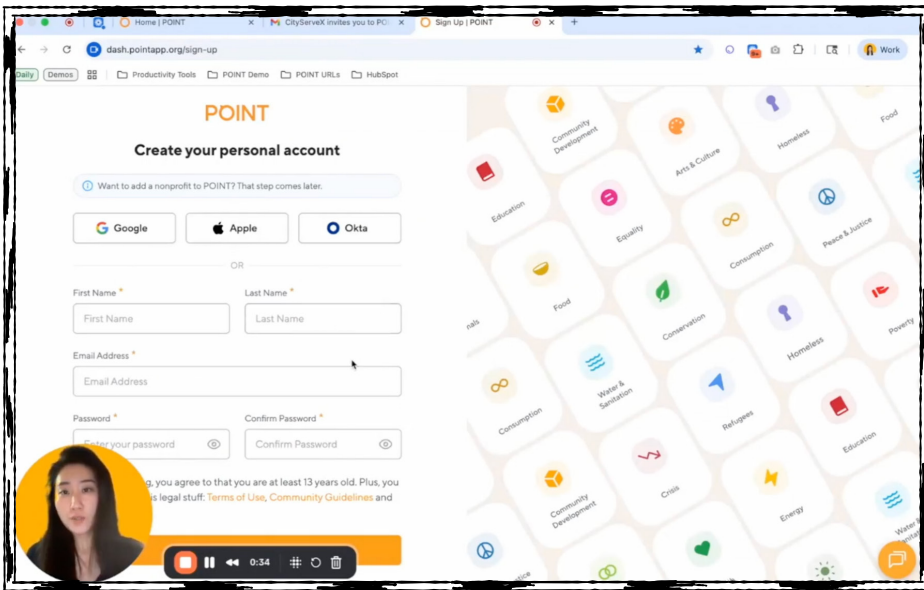 Home | POINT
CityServeX invites you to PO
Sign Up | POINT
dash.pointapp.org/sign-up
Work
Daily
Demos
Productivity Tools
POINT Demo
POINT URLs
HubSpot
POINT
Create your personal account
Want to add a nonprofit to POINT? That step comes later.
Google
Apple
Okta
OR
First Name *
Last Name *
First Name
Last Name
Email Address *
Email Address
Password *
Confirm Password *
Enter your password
Confirm Password
ng, you agree to that you are at least 13 years old. Plus, you
s legal stuff: Terms of Use, Community Guidelines and
0:34
Community
Development
Arts & Culture
Homeless
Food
Education
Equality
Consumption
Peace & Justice
nals
Food
Conservation
Homeless
Poverty
Consumption
Water &
Sanitation
Refugees
Education
Community
Development
Crisis
Energy
Water